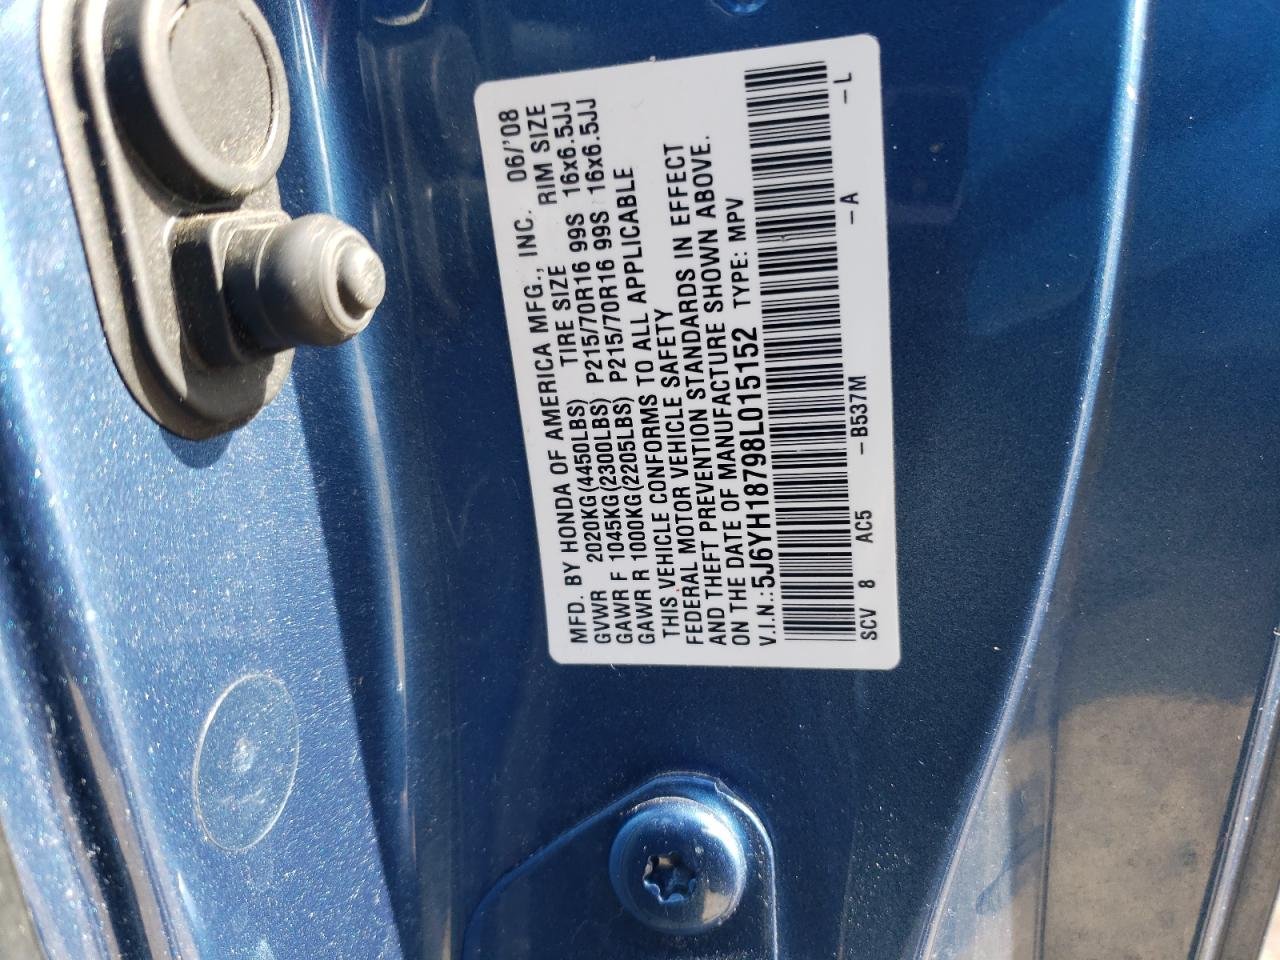 MFD. BY HONDA OF AMERICA MFG., INC. 06/'08
GVWR 2020KG(4450LBS) TIRE SIZE RIM SIZE
GAWR F 1045KG(2300LBS) P215/70R16 99S 16x6.5JJ
GAWR R 1000KG(2205LBS) P215/70R16 99S 16x6.5JJ
THIS VEHICLE CONFORMS TO ALL APPLICABLE
FEDERAL MOTOR VEHICLE SAFETY
AND THEFT PREVENTION STANDARDS IN EFFECT
ON THE DATE OF MANUFACTURE SHOWN ABOVE.
V.I.N.:5J6YH18798L015152 TYPE: MPV
SCV 8 AC5 -B537M -A -L